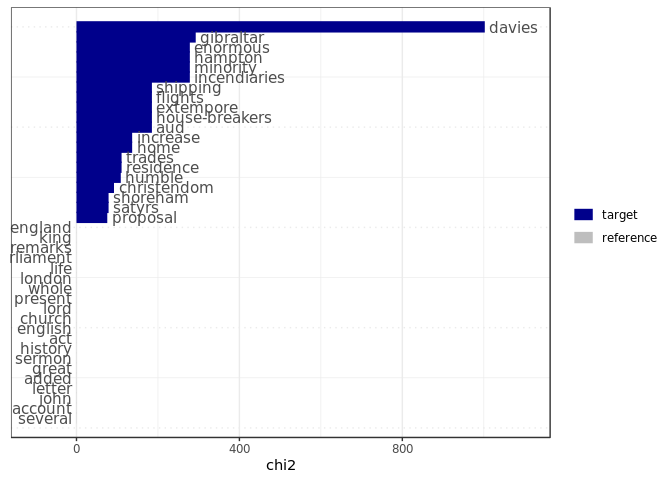 davies
gibraltar
enormous
hampton
minority
incendiaries
shipping
flights
extempore
house-breakers
aud
increase
home
trades
residence
humble
christendom
shoreham
satyrs
proposal
england
king
remarks
rliament
life
london
whole
present
lord
church
english
act
history
sermon
great
added
letter
john
account
several
target
reference
0 400 800
chi2